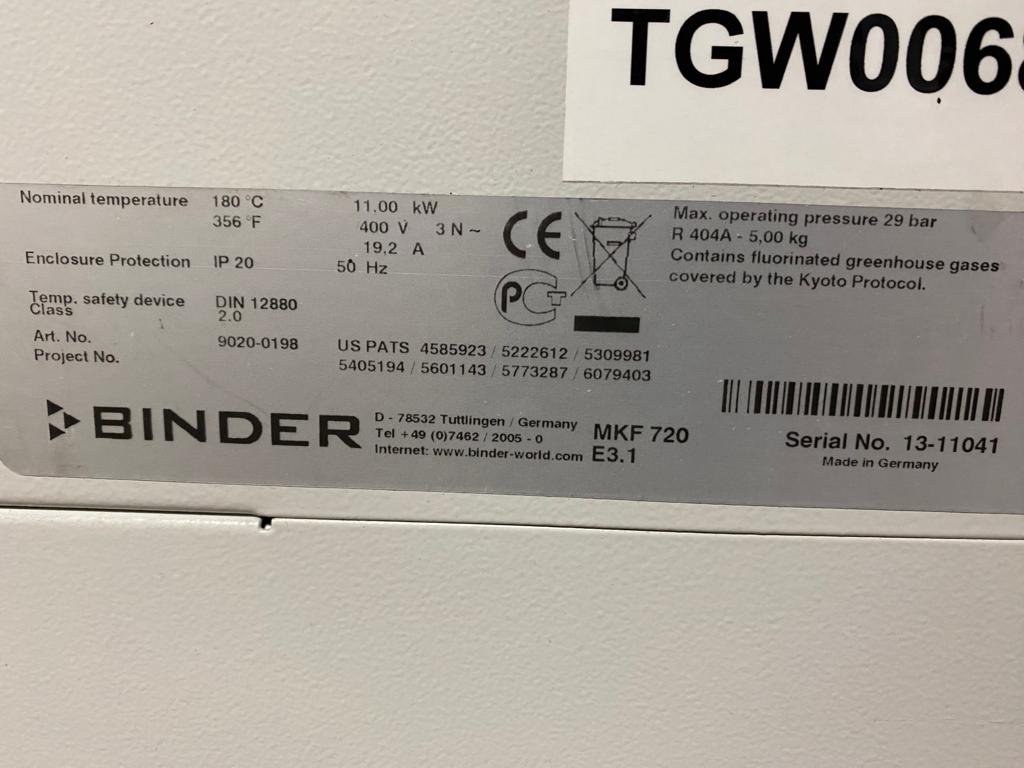 TGW006
Nominal temperature 180 °C
356 °F
11.00 kW
400 V 3 N ~
19,2 A
50 Hz
Enclosure Protection IP 20
Temp. safety device DIN 12880
Class 2.0
Art. No. 9020-0198
Project No.
CE
PCT
Max. operating pressure 29 bar
R 404A - 5,00 kg
Contains fluorinated greenhouse gases
covered by the Kyoto Protocol.
US PATS 4585923 / 5222612 / 5309981
5405194 / 5601143 / 5773287 / 6079403
BINDER
D - 78532 Tuttlingen / Germany
Tel +49 (0)7462 / 2005 - 0
Internet: www.binder-world.com
MKF 720
E3.1
Serial No. 13-11041
Made in Germany